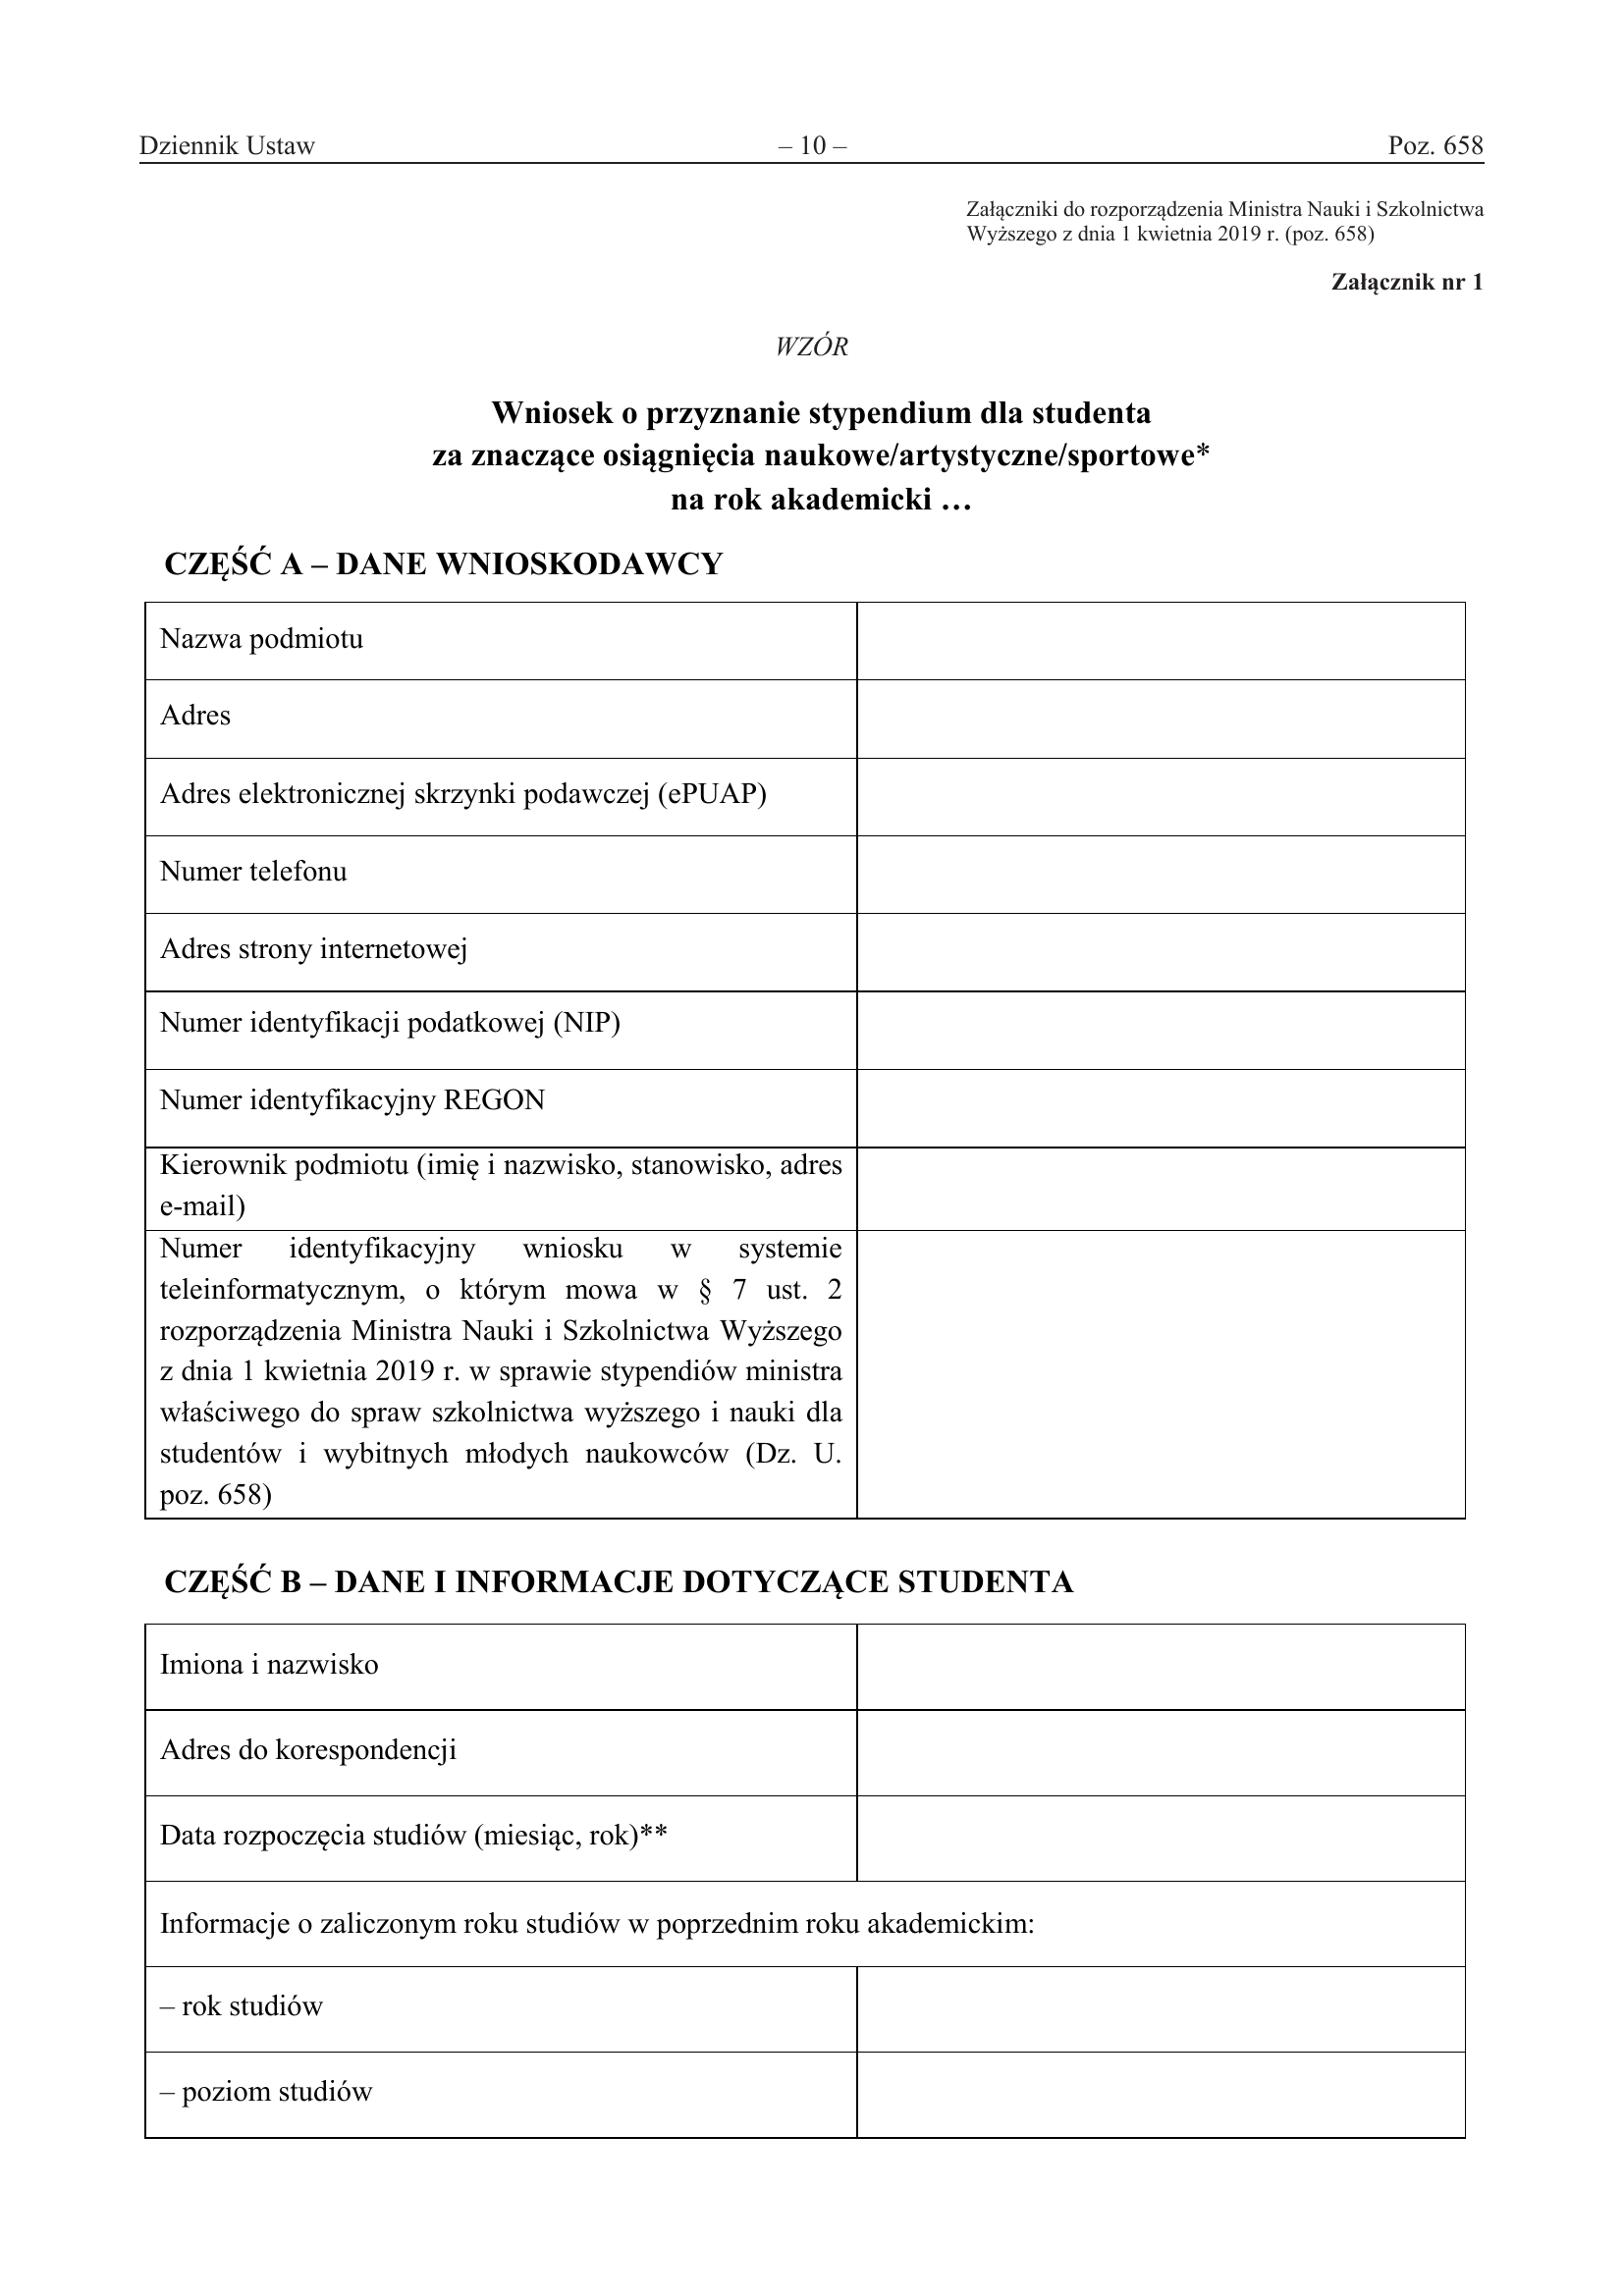 Dziennik Ustaw – 10 – Poz. 658
Załączniki do rozporządzenia Ministra Nauki i Szkolnictwa
Wyższego z dnia 1 kwietnia 2019 r. (poz. 658)
Załącznik nr 1
WZÓR
Wniosek o przyznanie stypendium dla studenta
za znaczące osiągnięcia naukowe/artystyczne/sportowe*
na rok akademicki …
CZĘŚĆ A – DANE WNIOSKODAWCY
Nazwa podmiotu
Adres
Adres elektronicznej skrzynki podawczej (ePUAP)
Numer telefonu
Adres strony internetowej
Numer identyfikacji podatkowej (NIP)
Numer identyfikacyjny REGON
Kierownik podmiotu (imię i nazwisko, stanowisko, adres
e-mail)
Numer identyfikacyjny wniosku w systemie
teleinformatycznym, o którym mowa w § 7 ust. 2
rozporządzenia Ministra Nauki i Szkolnictwa Wyższego
z dnia 1 kwietnia 2019 r. w sprawie stypendiów ministra
właściwego do spraw szkolnictwa wyższego i nauki dla
studentów i wybitnych młodych naukowców (Dz. U.
poz. 658)
CZĘŚĆ B – DANE I INFORMACJE DOTYCZĄCE STUDENTA
Imiona i nazwisko
Adres do korespondencji
Data rozpoczęcia studiów (miesiąc, rok)**
Informacje o zaliczonym roku studiów w poprzednim roku akademickim:
– rok studiów
– poziom studiów